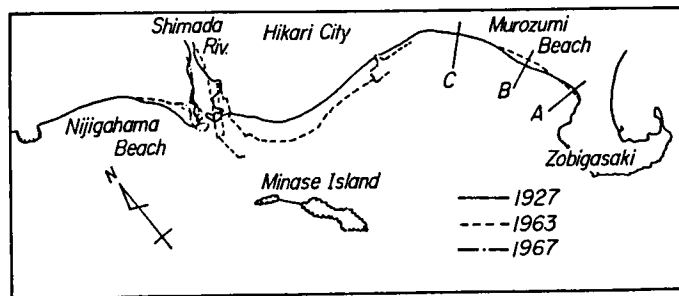 Shimada
Riv.
Hikari City
Murozumi
Beach
C
B
A
Nijigahama
Beach
Zobigasaki
Minase Island
N
1927
1963
1967